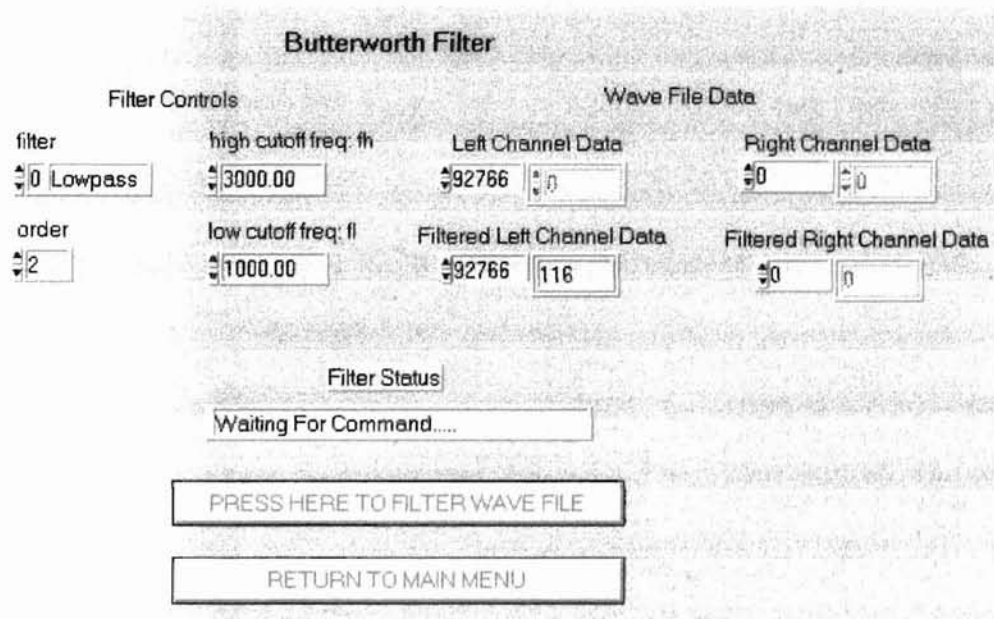 Butterworth Filter
Filter Controls
Wave File Data
filter
high cutoff freq: fh
Left Channel Data
Right Channel Data
0 Lowpass
3000.00
92766
0
0
0
order
low cutoff freq: fl
Filtered Left Channel Data
Filtered Right Channel Data
2
1000.00
92766
116
0
0
Filter Status
Waiting For Command.....
PRESS HERE TO FILTER WAVE FILE
RETURN TO MAIN MENU